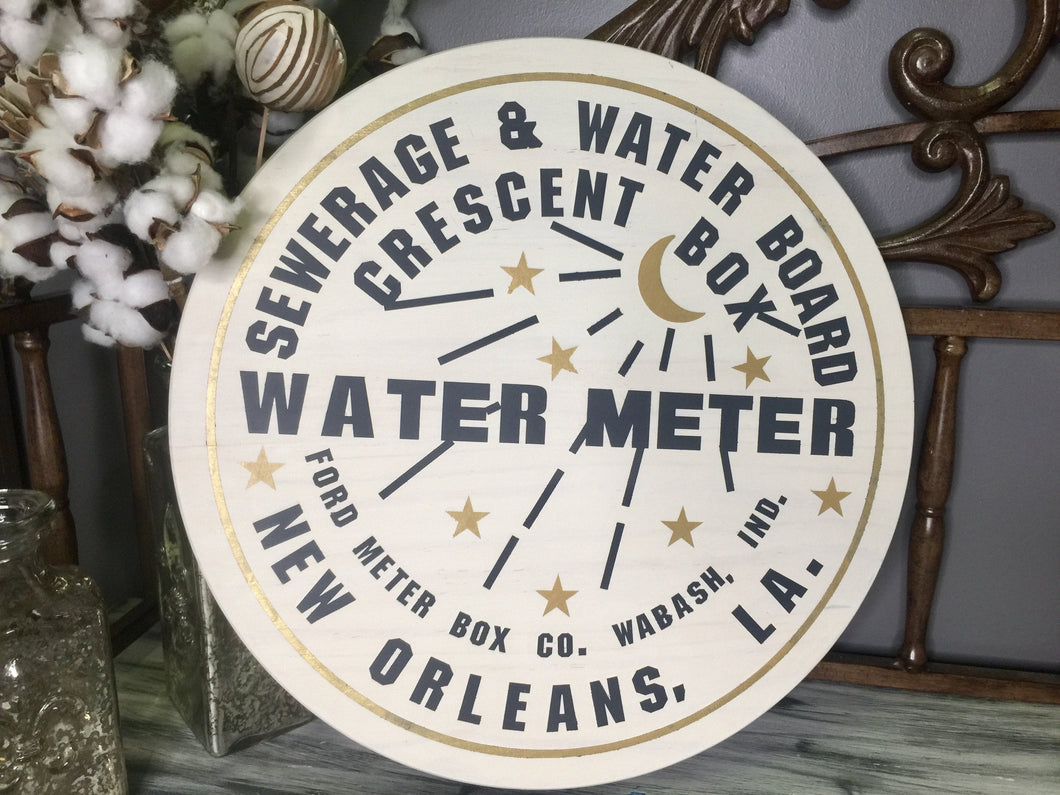 SEWERAGE & WATER BOARD
CRESCENT BOX
WATER METER
FORD METER BOX CO. WABASH, IND.
NEW ORLEANS, LA.